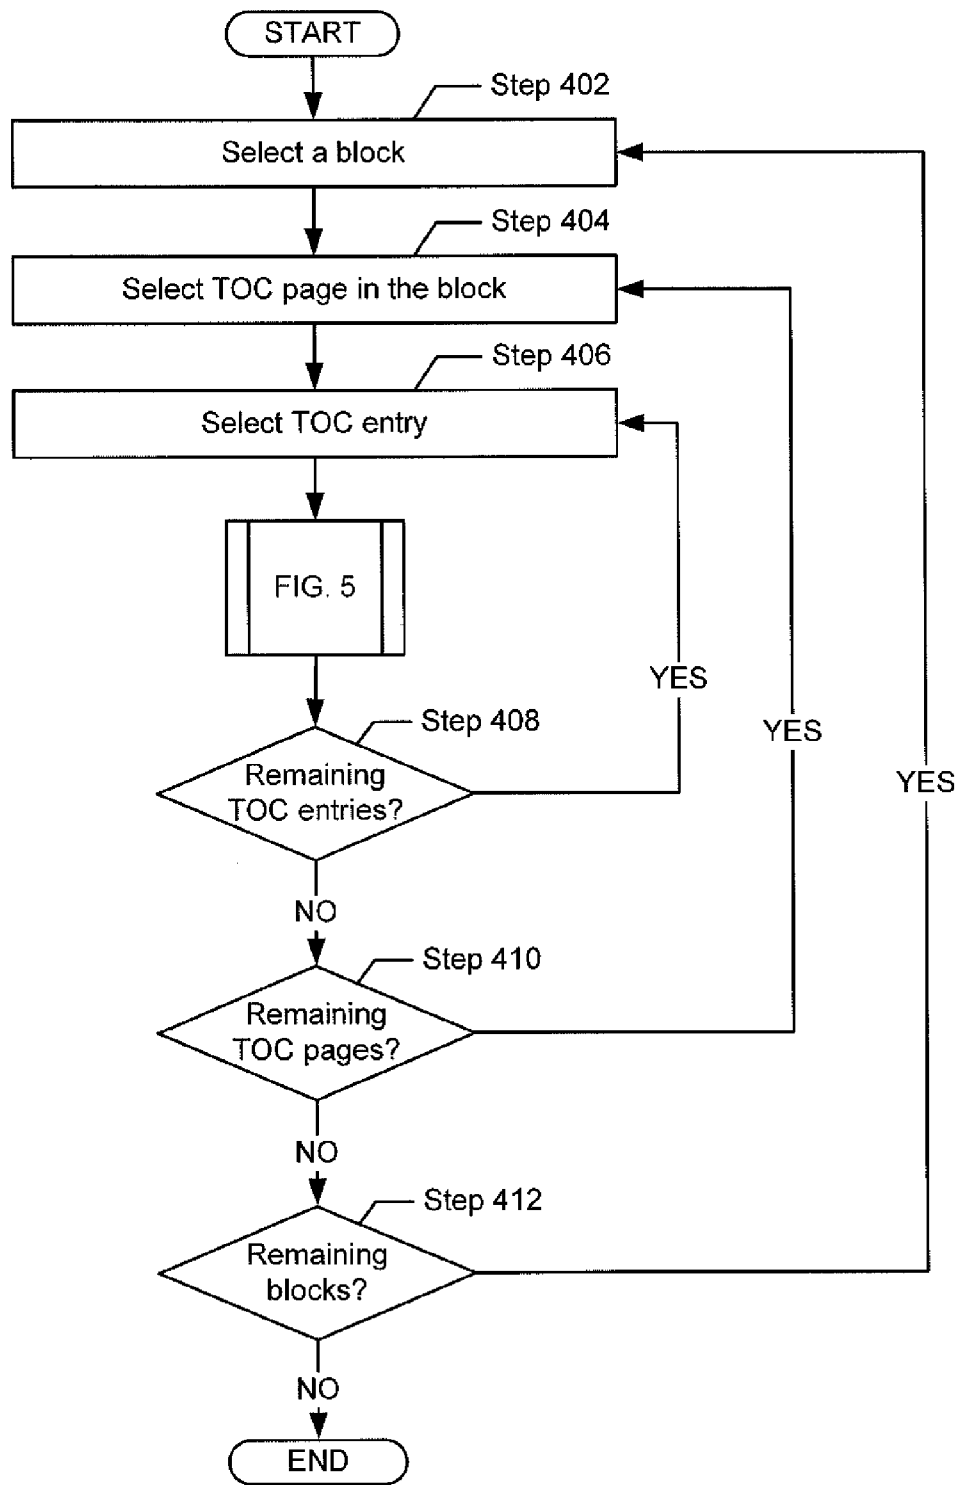 START
Step 402
Select a block
Step 404
Select TOC page in the block
Step 406
Select TOC entry
FIG. 5
YES
Step 408
YES
Remaining
TOC entries?
YES
NO
Step 410
Remaining
TOC pages?
NO
Step 412
Remaining
blocks?
NO
END